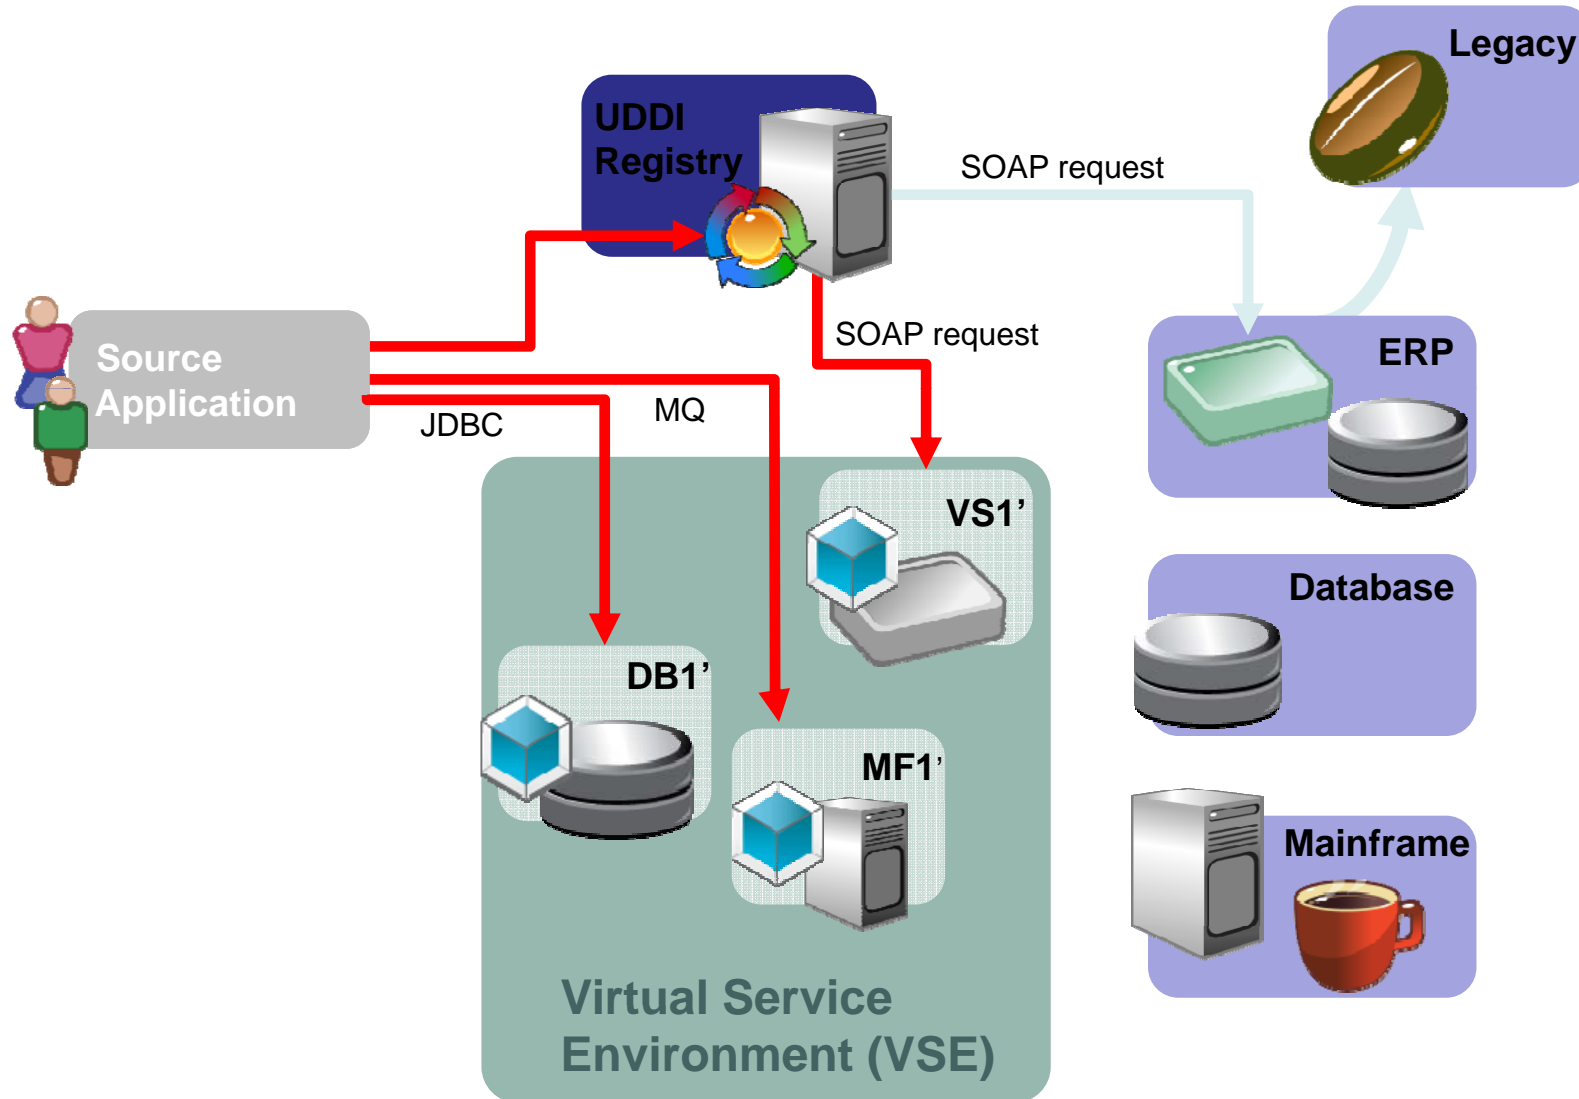 Legacy
UDDI
Registry
SOAP request
SOAP request
ERP
Source
Application
JDBC
MQ
VS1’
Database
DB1’
MF1’
Mainframe
Virtual Service
Environment (VSE)